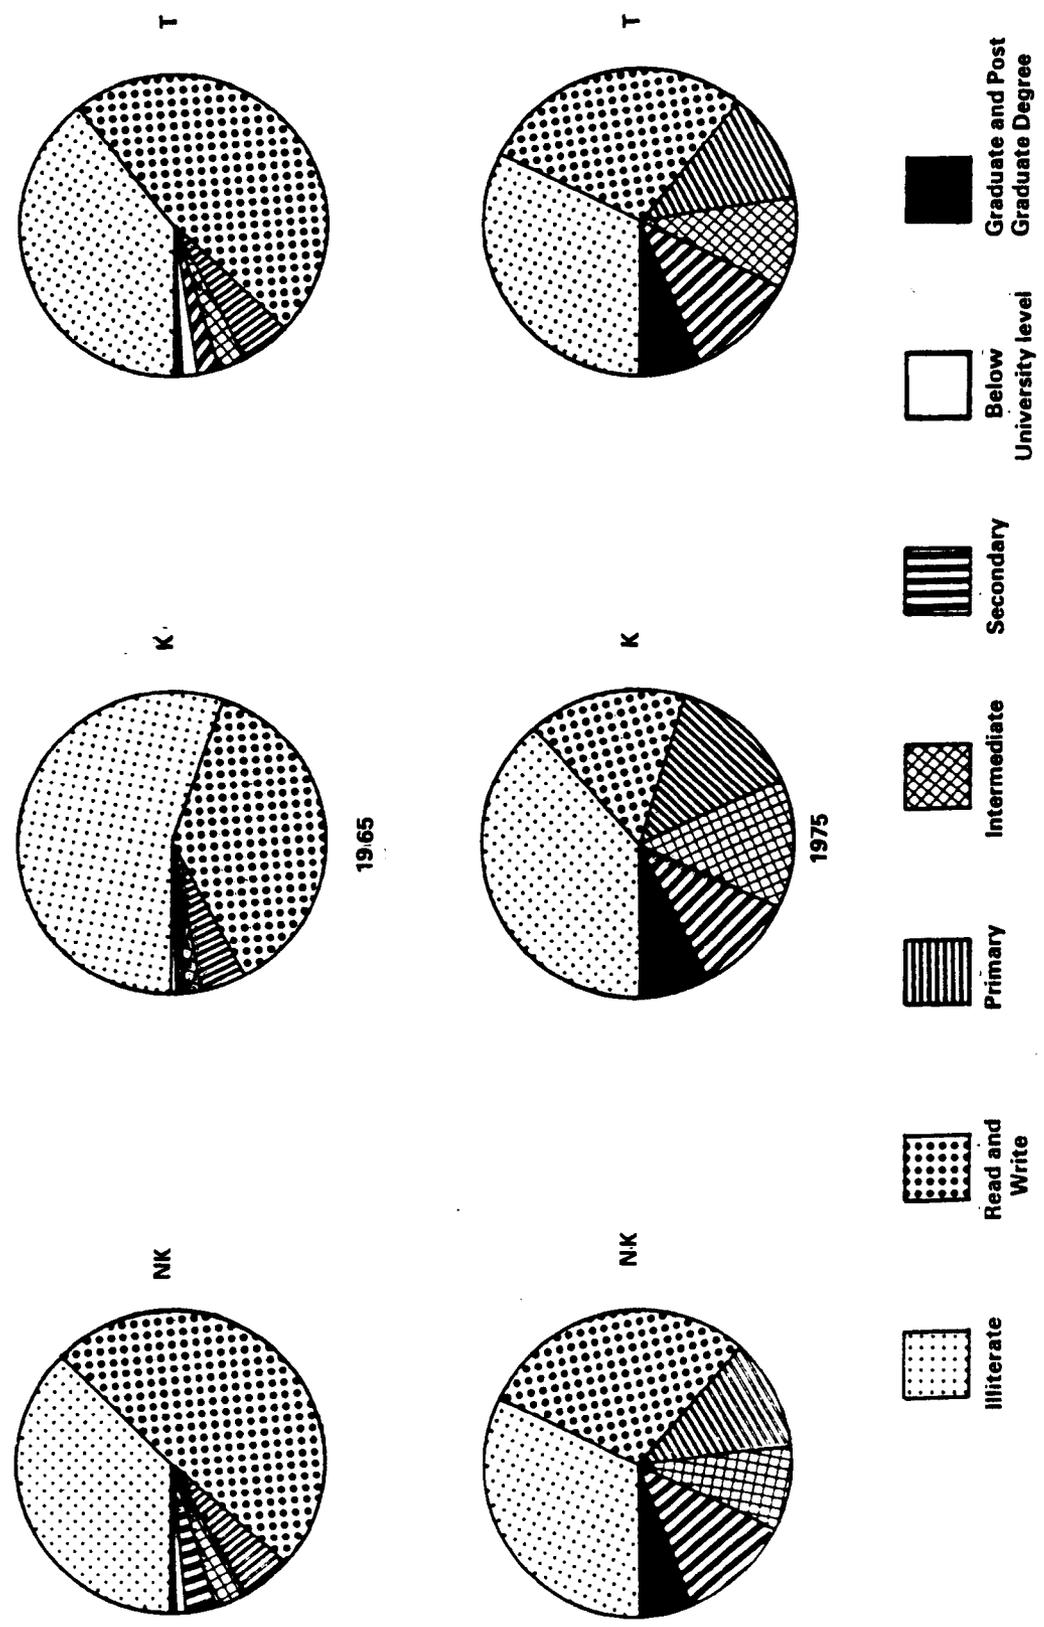 NK
K
T
1965
NK
K
T
1975
Illiterate
Read and
Write
Primary
Intermediate
Secondary
Below
University level
Graduate and Post
Graduate Degree